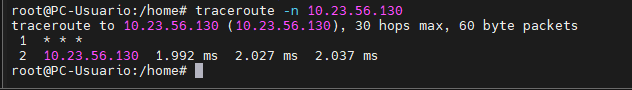 root@PC-Usuario:/home# traceroute -n 10.23.56.130
traceroute to 10.23.56.130 (10.23.56.130), 30 hops max, 60 byte packets
 1  * * *
 2  10.23.56.130  1.992 ms  2.027 ms  2.037 ms
root@PC-Usuario:/home#